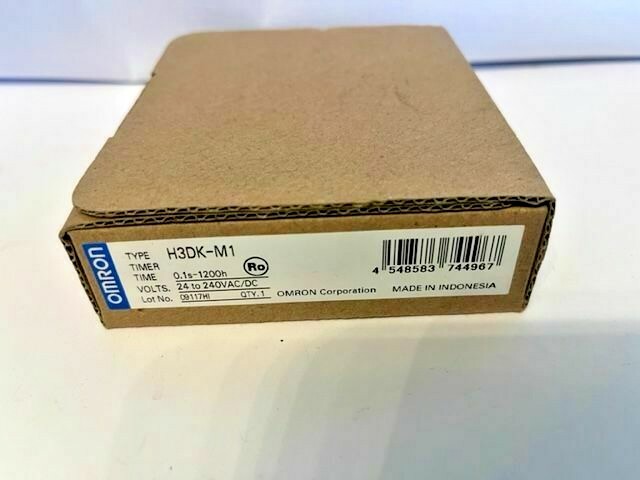 OMRON
TYPE H3DK-M1
TIMER
TIME 0.1s-1200h
VOLTS. 24 to 240VAC/DC
Lot No. 09117HI QTY.1
Ro
OMRON Corporation
4 548583 744967
MADE IN INDONESIA